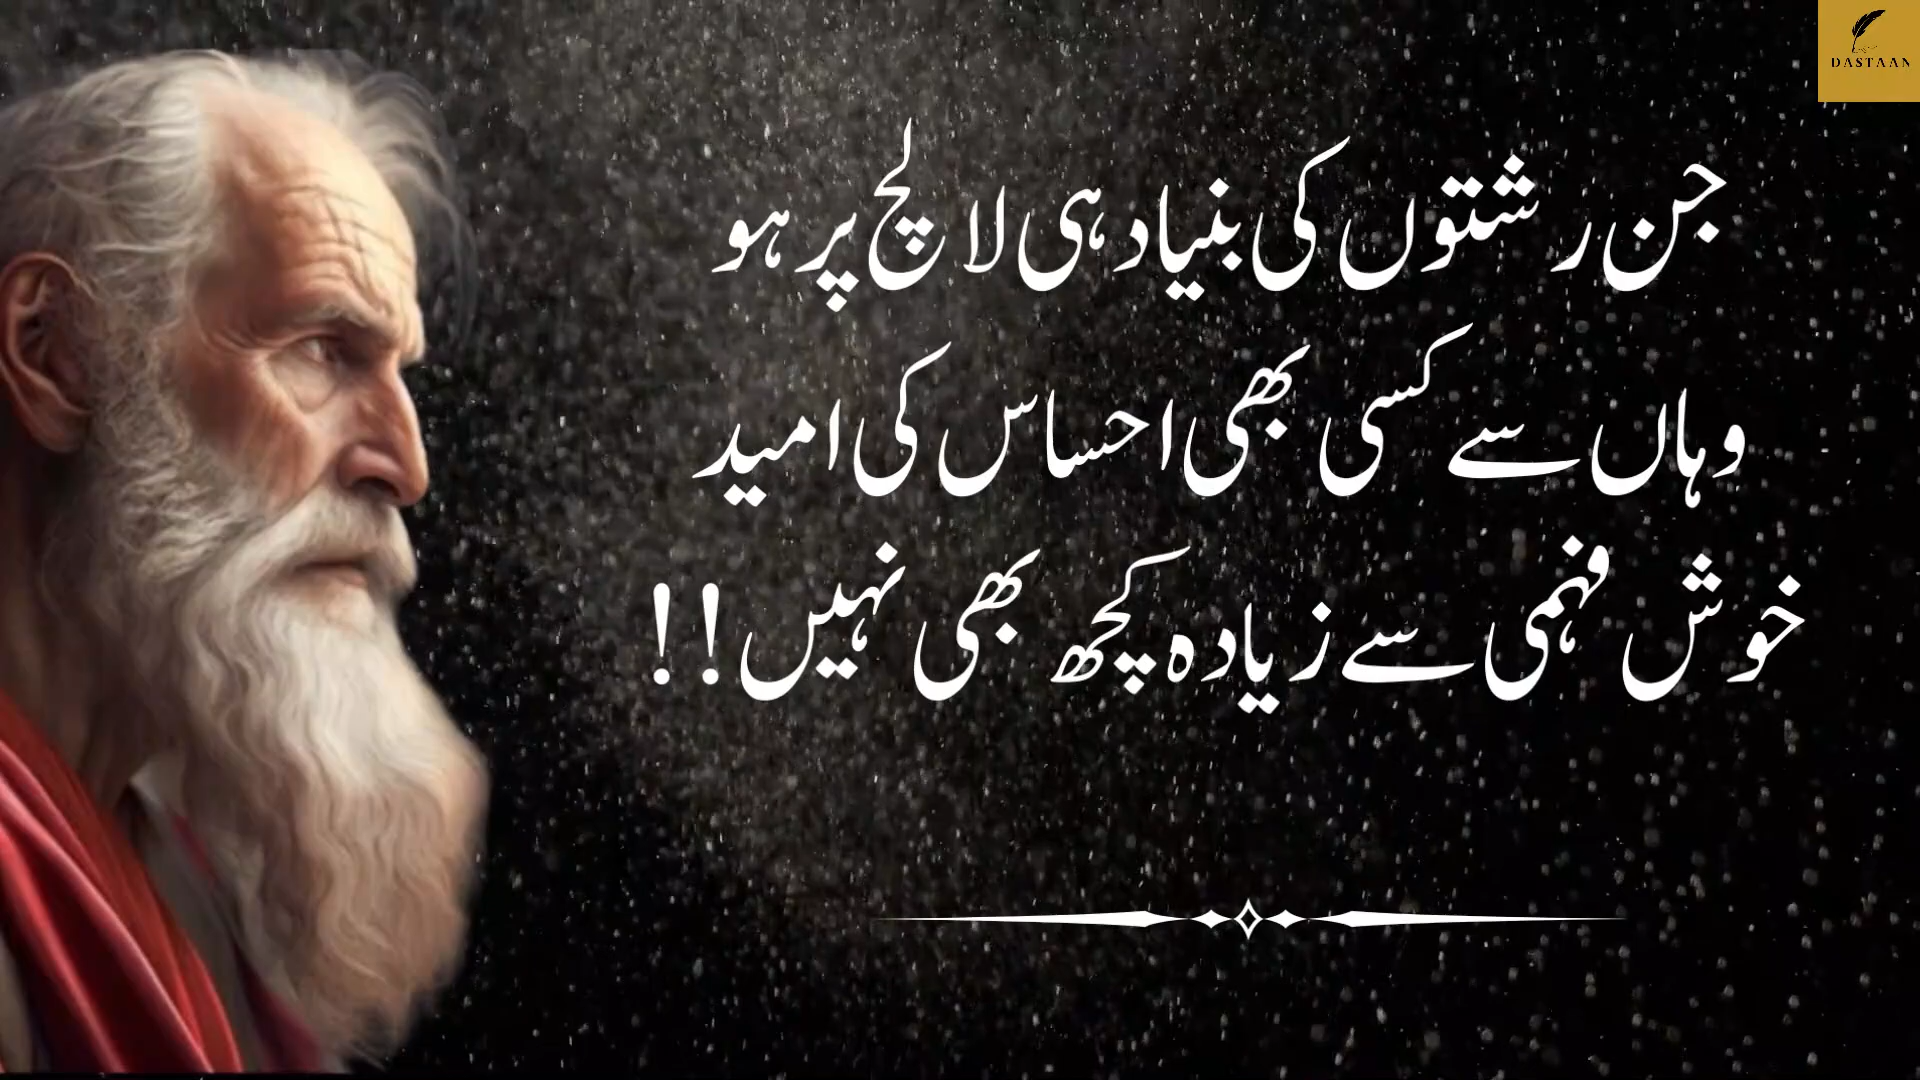 DASTAAN
جن رشتوں کی بنیاد ہی لالچ پر ہو
وہاں سے کسی بھی احساس کی امید
خوش فہمی سے زیادہ کچھ بھی نہیں!!